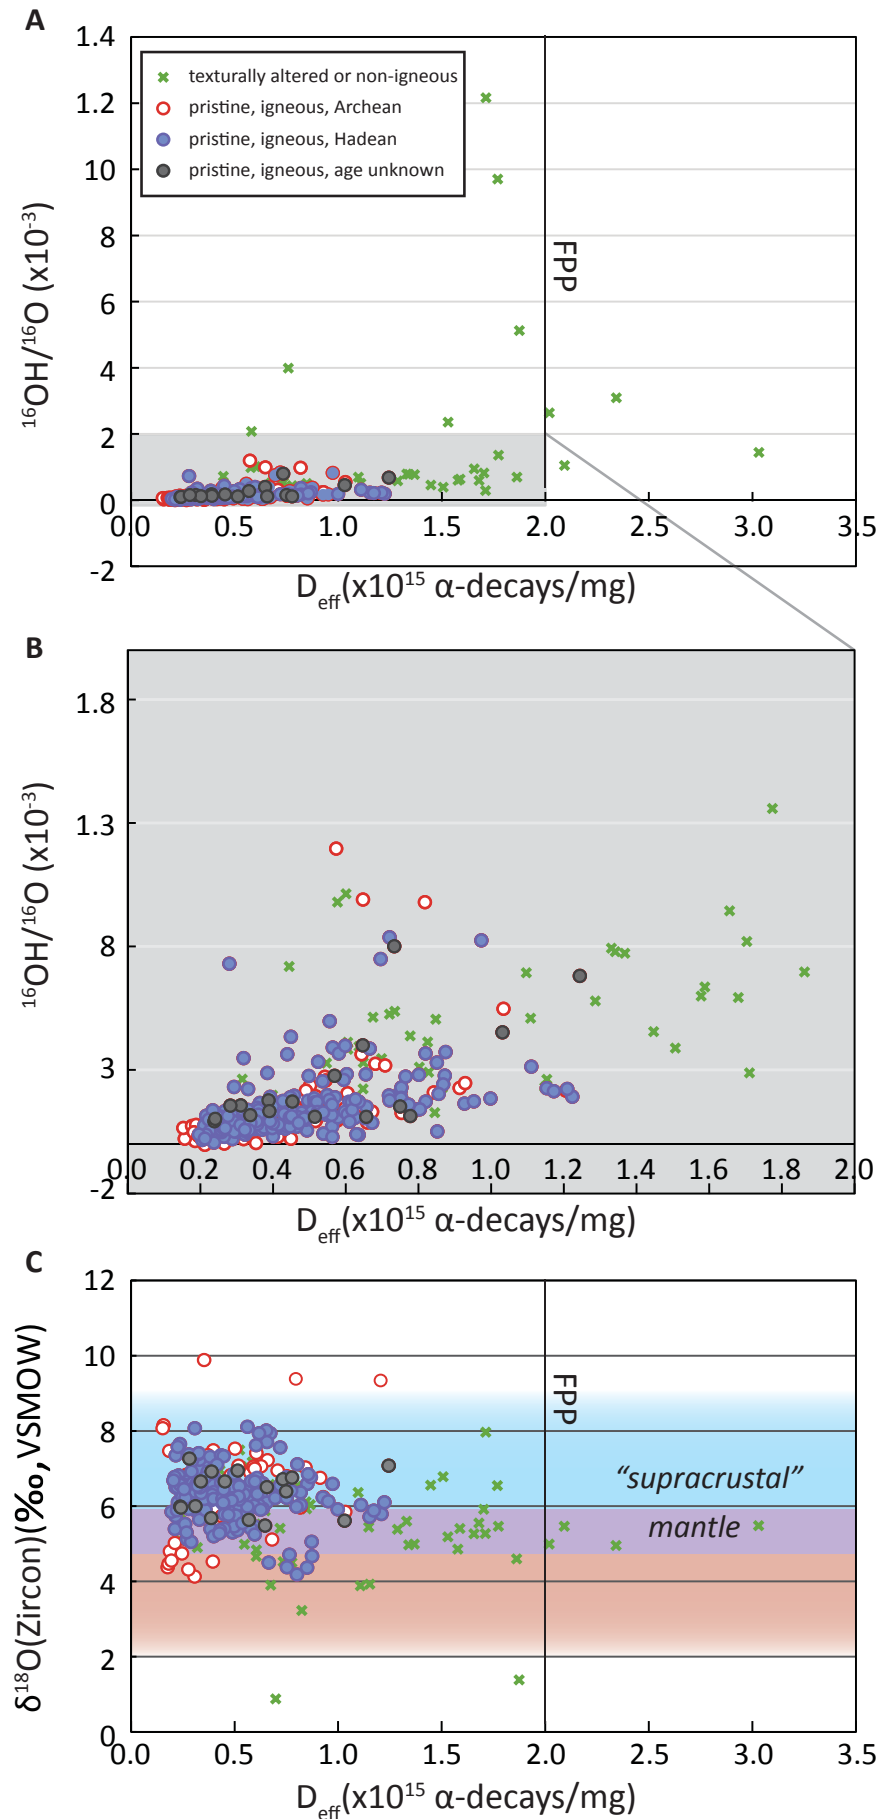 A
1.4
1.2
10
8
6
4
2
0
-2
¹⁶OH/¹⁶O (x10⁻³)
texturally altered or non-igneous
pristine, igneous, Archean
pristine, igneous, Hadean
pristine, igneous, age unknown
FPP
0.0 0.5 1.0 1.5 2.0 2.5 3.0 3.5
D_eff(x10¹⁵ α-decays/mg)
B
1.8
1.3
8
3
-2
¹⁶OH/¹⁶O (x10⁻³)
0.0 0.2 0.4 0.6 0.8 1.0 1.2 1.4 1.6 1.8 2.0
D_eff(x10¹⁵ α-decays/mg)
C
12
10
8
6
4
2
0
δ¹⁸O(Zircon)(‰, VSMOW)
FPP
“supracrustal”
mantle
0.0 0.5 1.0 1.5 2.0 2.5 3.0 3.5
D_eff(x10¹⁵ α-decays/mg)